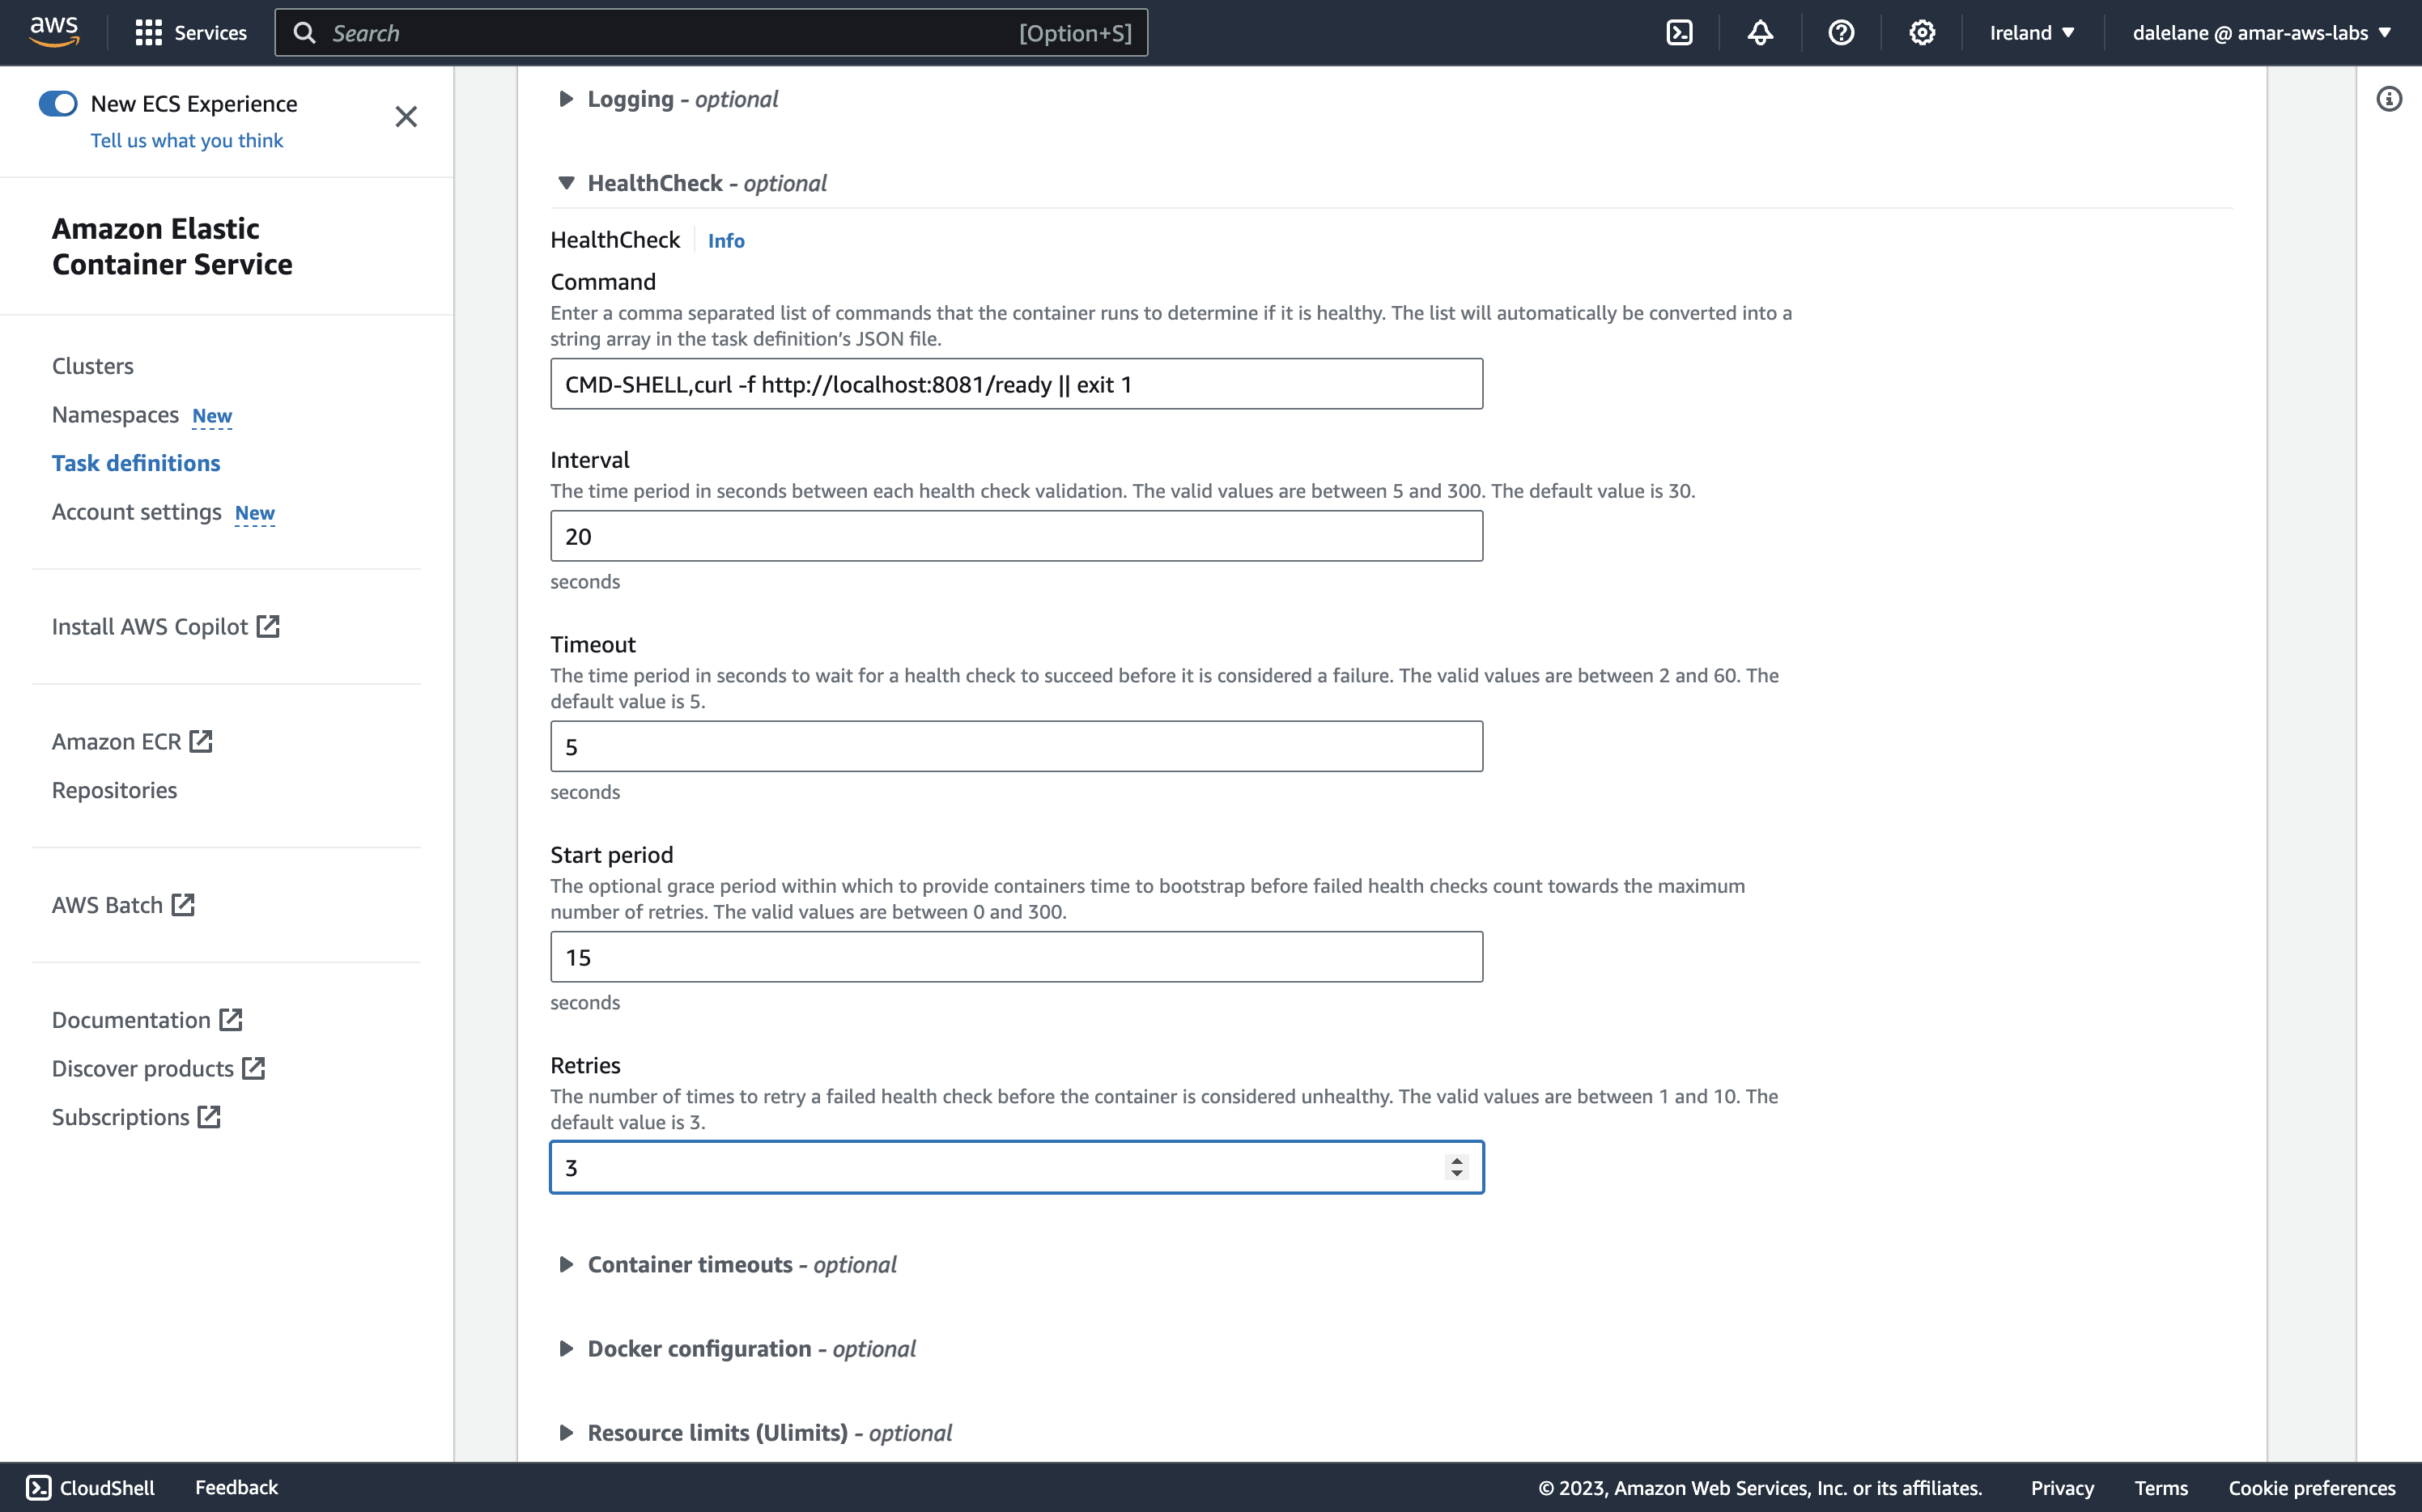 aws Services Search [Option+S] Ireland ▼ dalelane @ amar-aws-labs ▼
New ECS Experience
Tell us what you think
Amazon Elastic
Container Service
Clusters
Namespaces New
Task definitions
Account settings New
Install AWS Copilot
Amazon ECR
Repositories
AWS Batch
Documentation
Discover products
Subscriptions
Logging - optional
HealthCheck - optional
HealthCheck Info
Command
Enter a comma separated list of commands that the container runs to determine if it is healthy. The list will automatically be converted into a
string array in the task definition’s JSON file.
CMD-SHELL,curl -f http://localhost:8081/ready || exit 1
Interval
The time period in seconds between each health check validation. The valid values are between 5 and 300. The default value is 30.
20
seconds
Timeout
The time period in seconds to wait for a health check to succeed before it is considered a failure. The valid values are between 2 and 60. The
default value is 5.
5
seconds
Start period
The optional grace period within which to provide containers time to bootstrap before failed health checks count towards the maximum
number of retries. The valid values are between 0 and 300.
15
seconds
Retries
The number of times to retry a failed health check before the container is considered unhealthy. The valid values are between 1 and 10. The
default value is 3.
3
Container timeouts - optional
Docker configuration - optional
Resource limits (Ulimits) - optional
CloudShell Feedback © 2023, Amazon Web Services, Inc. or its affiliates. Privacy Terms Cookie preferences